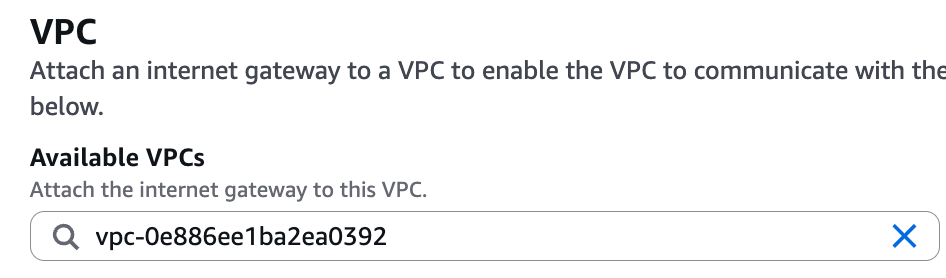 VPC
Attach an internet gateway to a VPC to enable the VPC to communicate with the
below.
Available VPCs
Attach the internet gateway to this VPC.
vpc-0e886ee1ba2ea0392